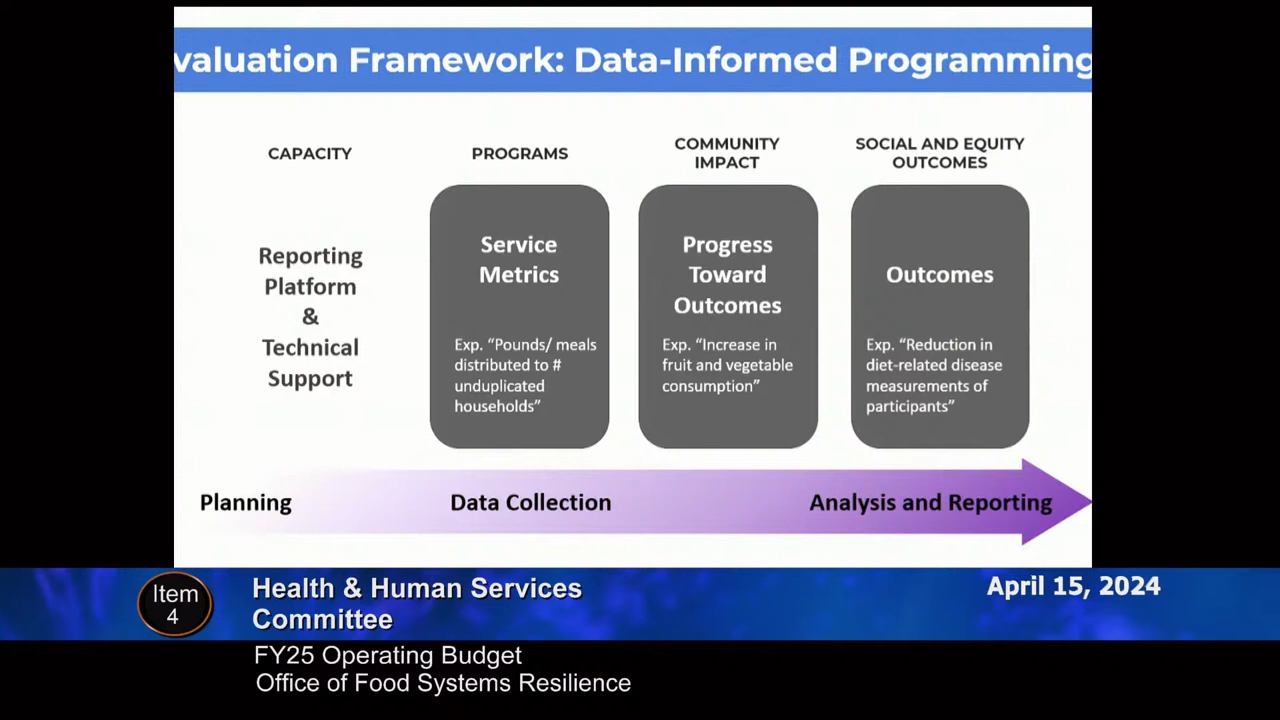 valuation Framework: Data-Informed Programming
CAPACITY
Reporting
Platform
&
Technical
Support
PROGRAMS
Service
Metrics
Exp. “Pounds/ meals
distributed to #
unduplicated
households”
COMMUNITY
IMPACT
Progress
Toward
Outcomes
Exp. “Increase in
fruit and vegetable
consumption”
SOCIAL AND EQUITY
OUTCOMES
Outcomes
Exp. “Reduction in
diet-related disease
measurements of
participants”
Planning
Data Collection
Analysis and Reporting
Item
4
Health & Human Services
Committee
April 15, 2024
FY25 Operating Budget
Office of Food Systems Resilience